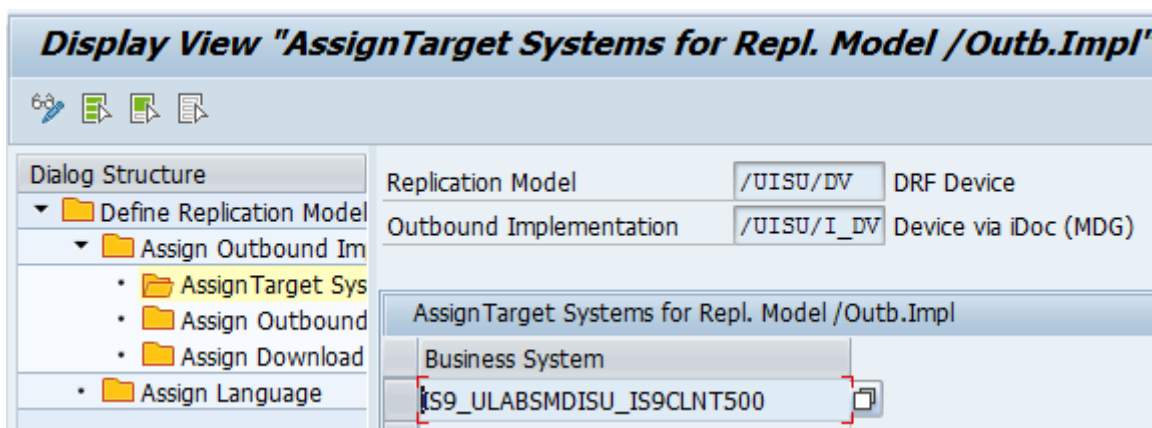 Display View "AssignTarget Systems for Repl. Model /Outb.Impl"
Dialog Structure
Define Replication Model
Assign Outbound Im
AssignTarget Sys
Assign Outbound
Assign Download
Assign Language
Replication Model /UISU/DV DRF Device
Outbound Implementation /UISU/I_DV Device via iDoc (MDG)
AssignTarget Systems for Repl. Model /Outb.Impl
Business System
IS9_ULABSMDISU_IS9CLNT500